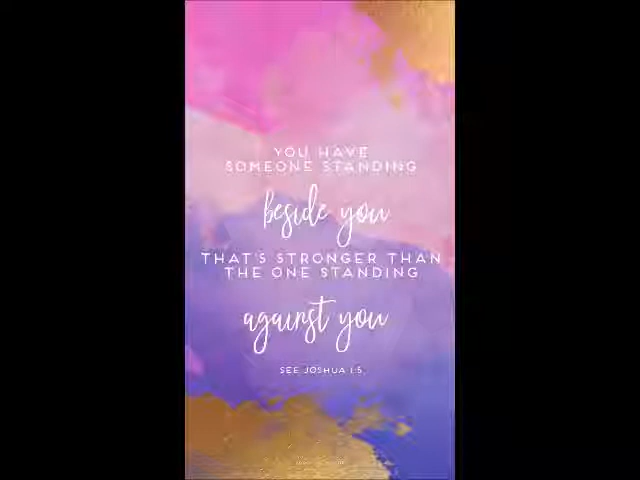 YOU HAVE
SOMEONE STANDING
beside you
THAT'S STRONGER THAN
THE ONE STANDING
against you
SEE JOSHUA 1:5